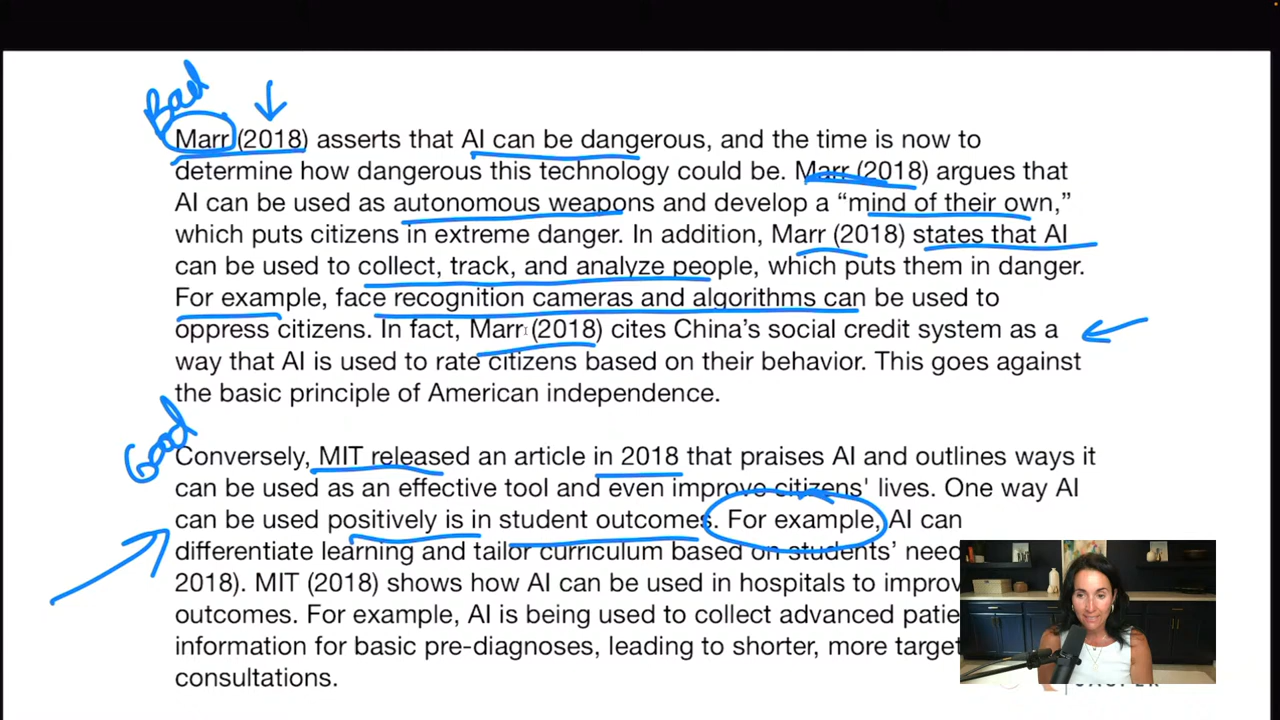 Bad
Marr (2018) asserts that AI can be dangerous, and the time is now to
determine how dangerous this technology could be. Marr (2018) argues that
AI can be used as autonomous weapons and develop a “mind of their own,”
which puts citizens in extreme danger. In addition, Marr (2018) states that AI
can be used to collect, track, and analyze people, which puts them in danger.
For example, face recognition cameras and algorithms can be used to
oppress citizens. In fact, Marr (2018) cites China’s social credit system as a
way that AI is used to rate citizens based on their behavior. This goes against
the basic principle of American independence.
Good
Conversely, MIT released an article in 2018 that praises AI and outlines ways it
can be used as an effective tool and even improve citizens' lives. One way AI
can be used positively is in student outcomes. For example, AI can
differentiate learning and tailor curriculum based on students’ need
2018). MIT (2018) shows how AI can be used in hospitals to improv
outcomes. For example, AI is being used to collect advanced patie
information for basic pre-diagnoses, leading to shorter, more target
consultations.